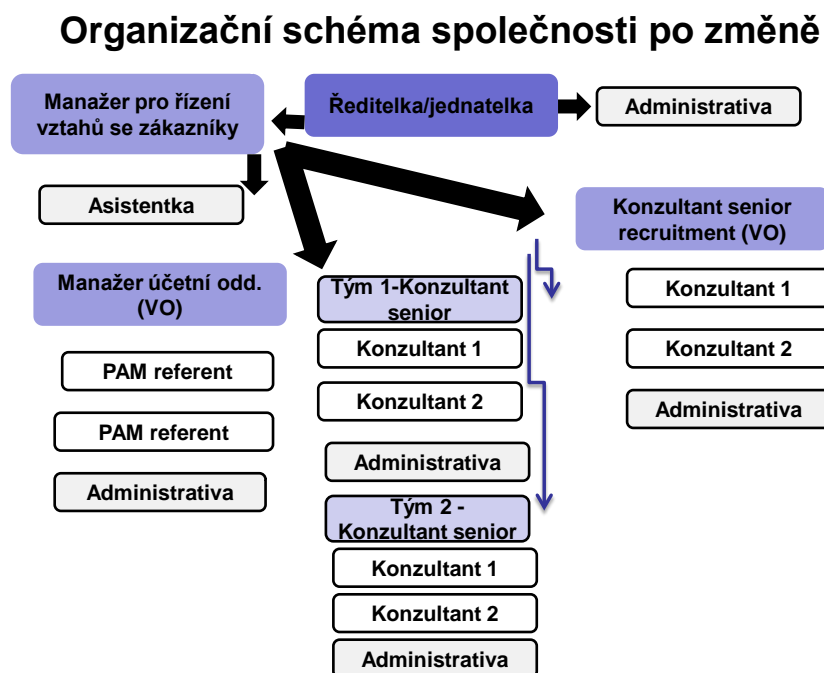 Organizační schéma společnosti po změně
Manažer pro řízení
vztahů se zákazníky
Ředitelka/jednatelka
Administrativa
Asistentka
Konzultant senior
recruitment (VO)
Manažer účetní odd.
(VO)
PAM referent
PAM referent
Administrativa
Tým 1-Konzultant
senior
Konzultant 1
Konzultant 2
Administrativa
Tým 2 -
Konzultant senior
Konzultant 1
Konzultant 2
Administrativa
Konzultant 1
Konzultant 2
Administrativa